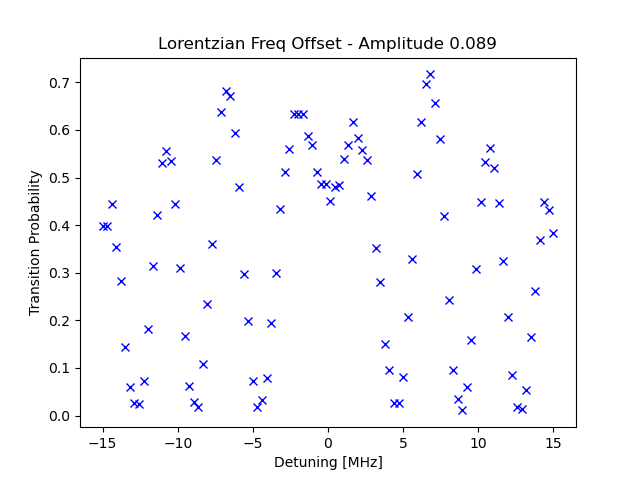 Lorentzian Freq Offset - Amplitude 0.089
Transition Probability
0.7
0.6
0.5
0.4
0.3
0.2
0.1
0.0
−15 −10 −5 0 5 10 15
Detuning [MHz]